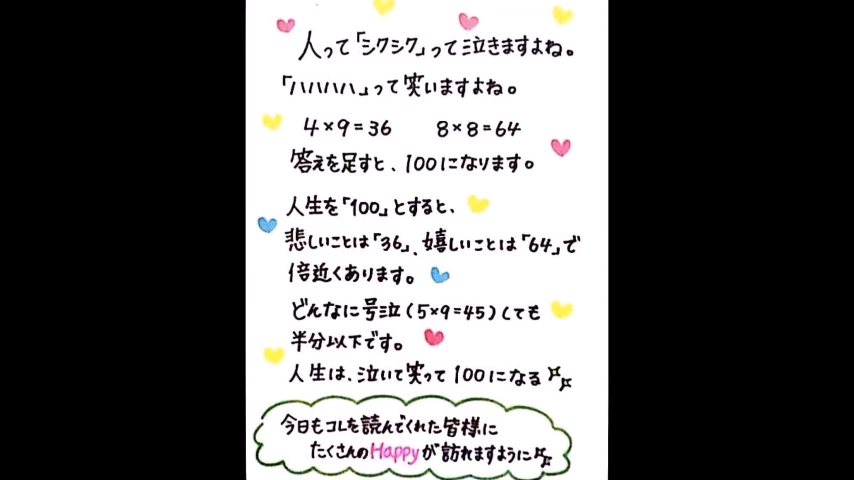 人って「シクシク」って泣きますよね。
「ハハハハ」って笑いますよね。
4×9=36　8×8=64
答えを足すと、100になります。
人生を「100」とすると、
悲しいことは「36」、嬉しいことは「64」で
倍近くあります。
どんなに号泣(5×9=45)しても
半分以下です。
人生は、泣いて笑って100になる
今日もコレを読んでくれた皆様に
たくさんのHappyが訪れますように